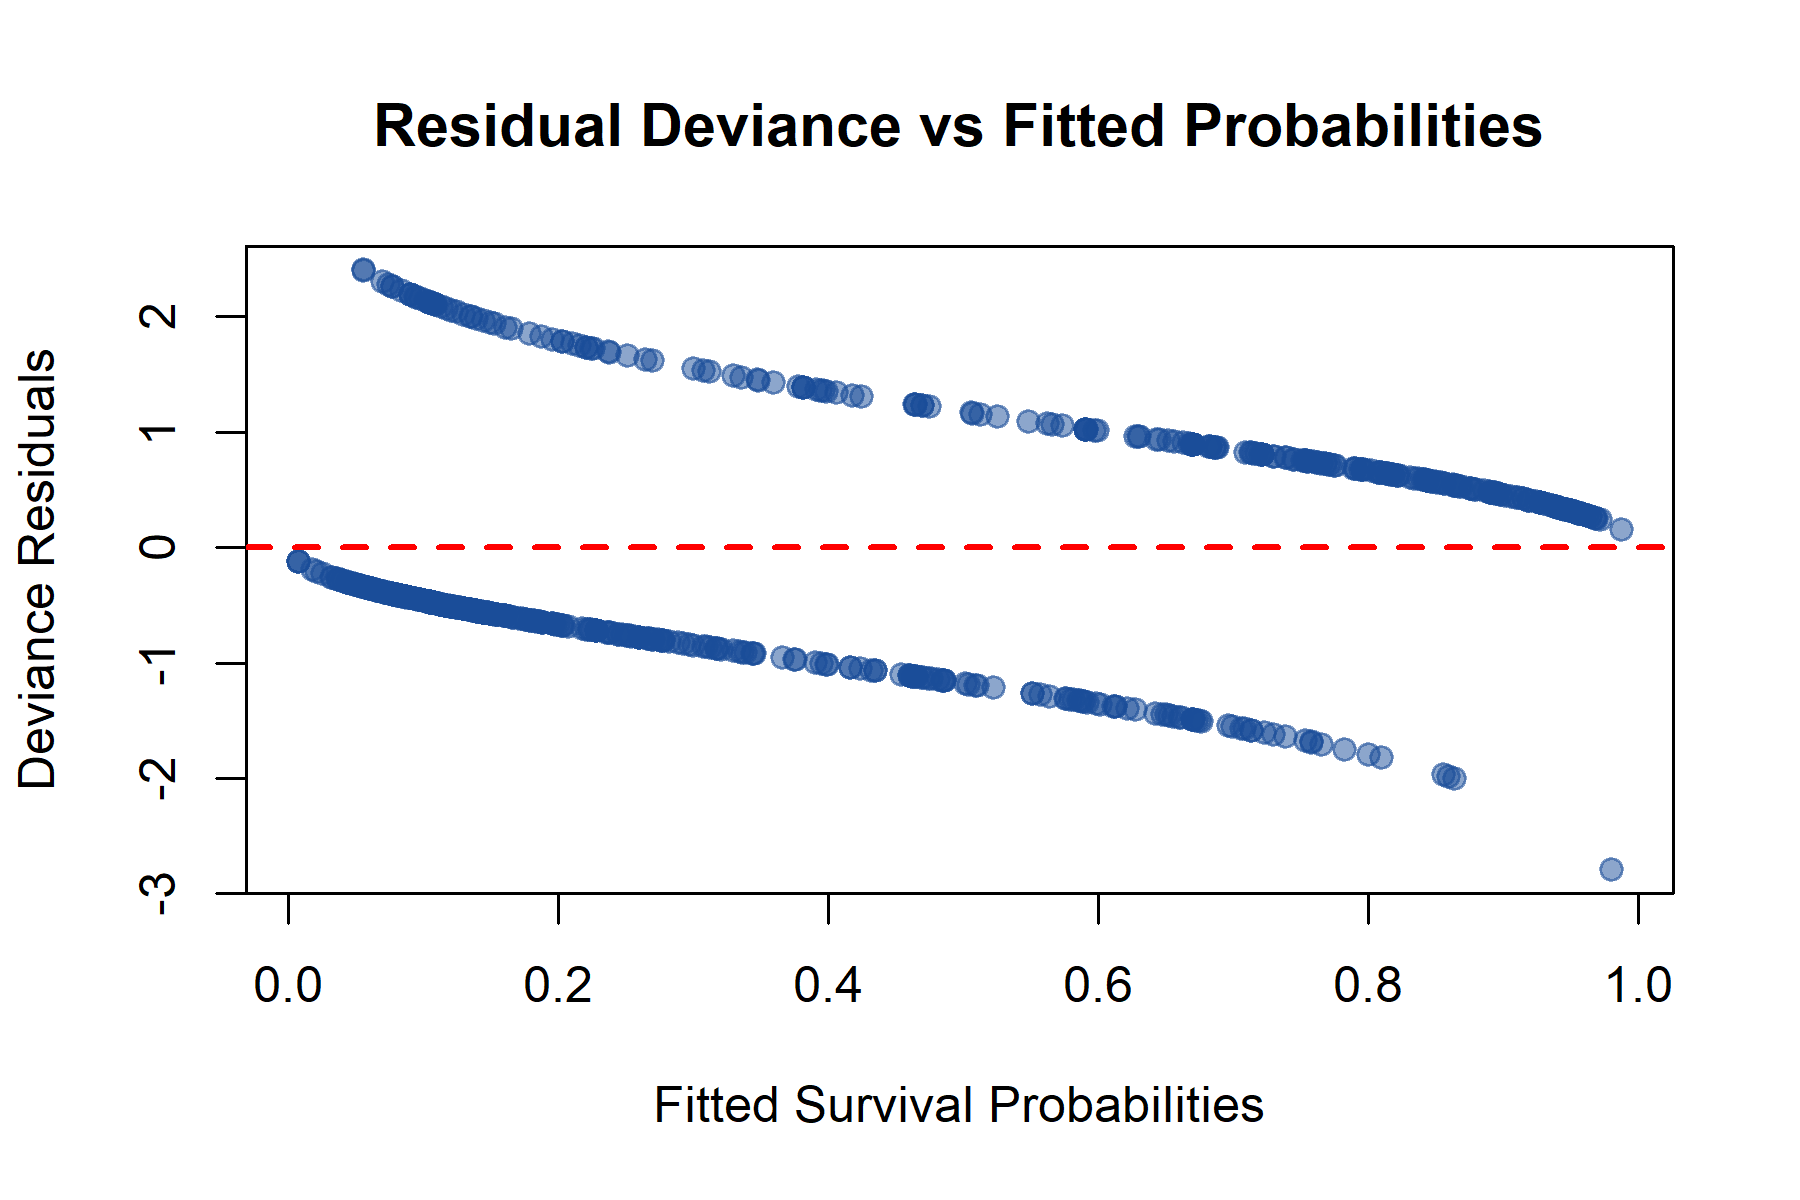 Residual Deviance vs Fitted Probabilities
Deviance Residuals
2
1
0
-1
-2
-3
0.0 0.2 0.4 0.6 0.8 1.0
Fitted Survival Probabilities